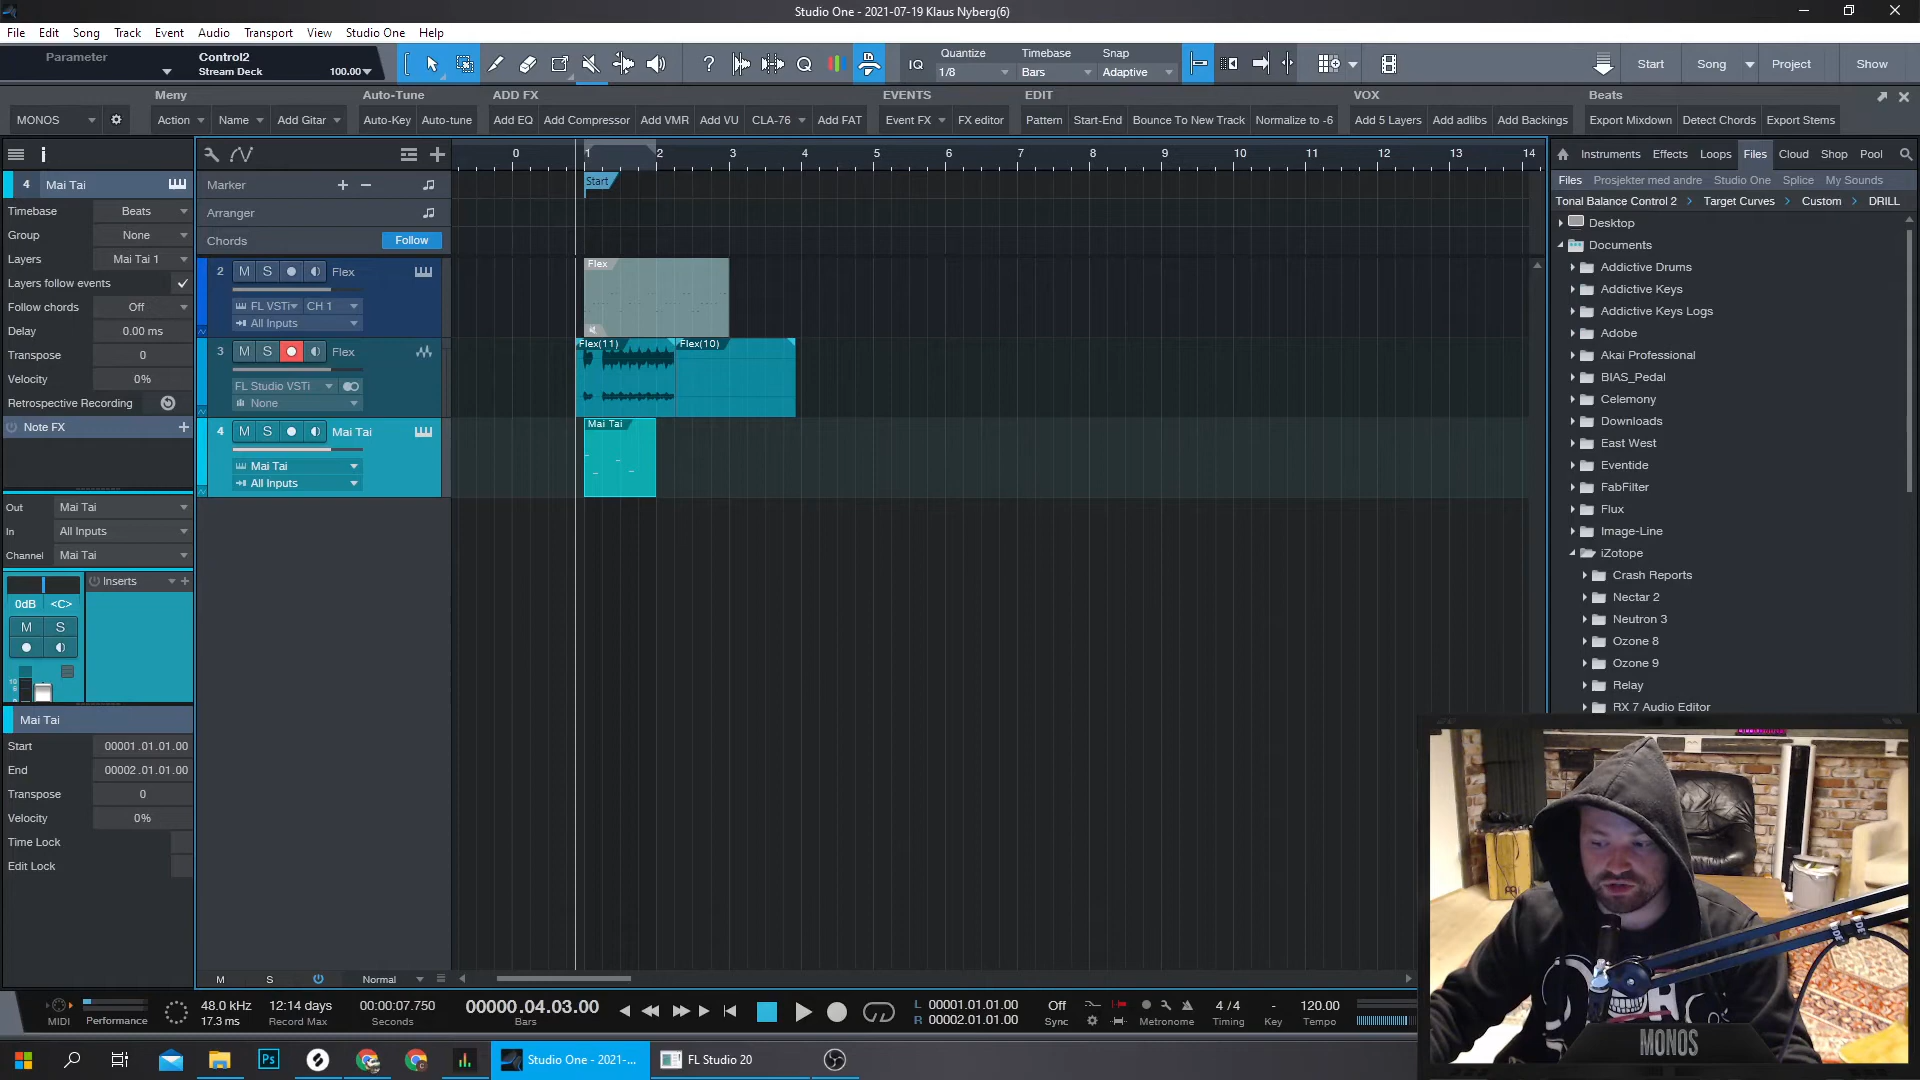 Studio One - 2021-07-19 Klaus Nyberg(6)
File Edit Song Track Event Audio Transport View Studio One Help
Parameter Control2 Stream Deck 100.00
? IQ Quantize 1/8 Timebase Bars Snap Adaptive Start Song Project Show
Meny Auto-Tune ADD FX EVENTS EDIT VOX Beats
MONOS Action Name Add Gitar Auto-Key Auto-tune Add EQ Add Compressor Add VMR Add VU CLA-76 Add FAT Event FX FX editor Pattern Start-End Bounce To New Track Normalize to -6 Add 5 Layers Add adlibs Add Backings Export Mixdown Detect Chords Export Stems
i 0 1 2 3 4 5 6 7 8 9 10 11 12 13 14
Instruments Effects Loops Files Cloud Shop Pool
Files Prosjekter med andre Studio One Splice My Sounds
Tonal Balance Control 2 > Target Curves > Custom > DRILL
4 Mai Tai
Timebase Beats
Group None
Layers Mai Tai 1
Layers follow events
Follow chords Off
Delay 0.00 ms
Transpose 0
Velocity 0%
Retrospective Recording
Note FX
Out Mai Tai
In All Inputs
Channel Mai Tai
Inserts
0dB <C>
M S
Mai Tai
Start 00001.01.01.00
End 00002.01.01.00
Transpose 0
Velocity 0%
Time Lock
Edit Lock
Marker
Start
Arranger
Chords Follow
2 M S Flex
FL VSTi CH 1
All Inputs
3 M S Flex
FL Studio VSTi
None
4 M S Mai Tai
Mai Tai
All Inputs
Flex
Flex(11) Flex(10)
Mai Tai
Desktop
Documents
Addictive Drums
Addictive Keys
Addictive Keys Logs
Adobe
Akai Professional
BIAS_Pedal
Celemony
Downloads
East West
Eventide
FabFilter
Flux
Image-Line
iZotope
Crash Reports
Nectar 2
Neutron 3
Ozone 8
Ozone 9
Relay
RX 7 Audio Editor
M S Normal
MIDI Performance 48.0 kHz 17.3 ms 12:14 days Record Max 00:00:07.750 Seconds 00000.04.03.00 Bars L 00001.01.01.00 R 00002.01.01.00 Off Sync Metronome 4 / 4 Timing - Key 120.00 Tempo
Ps Studio One - 2021-... FL Studio 20
MONOS